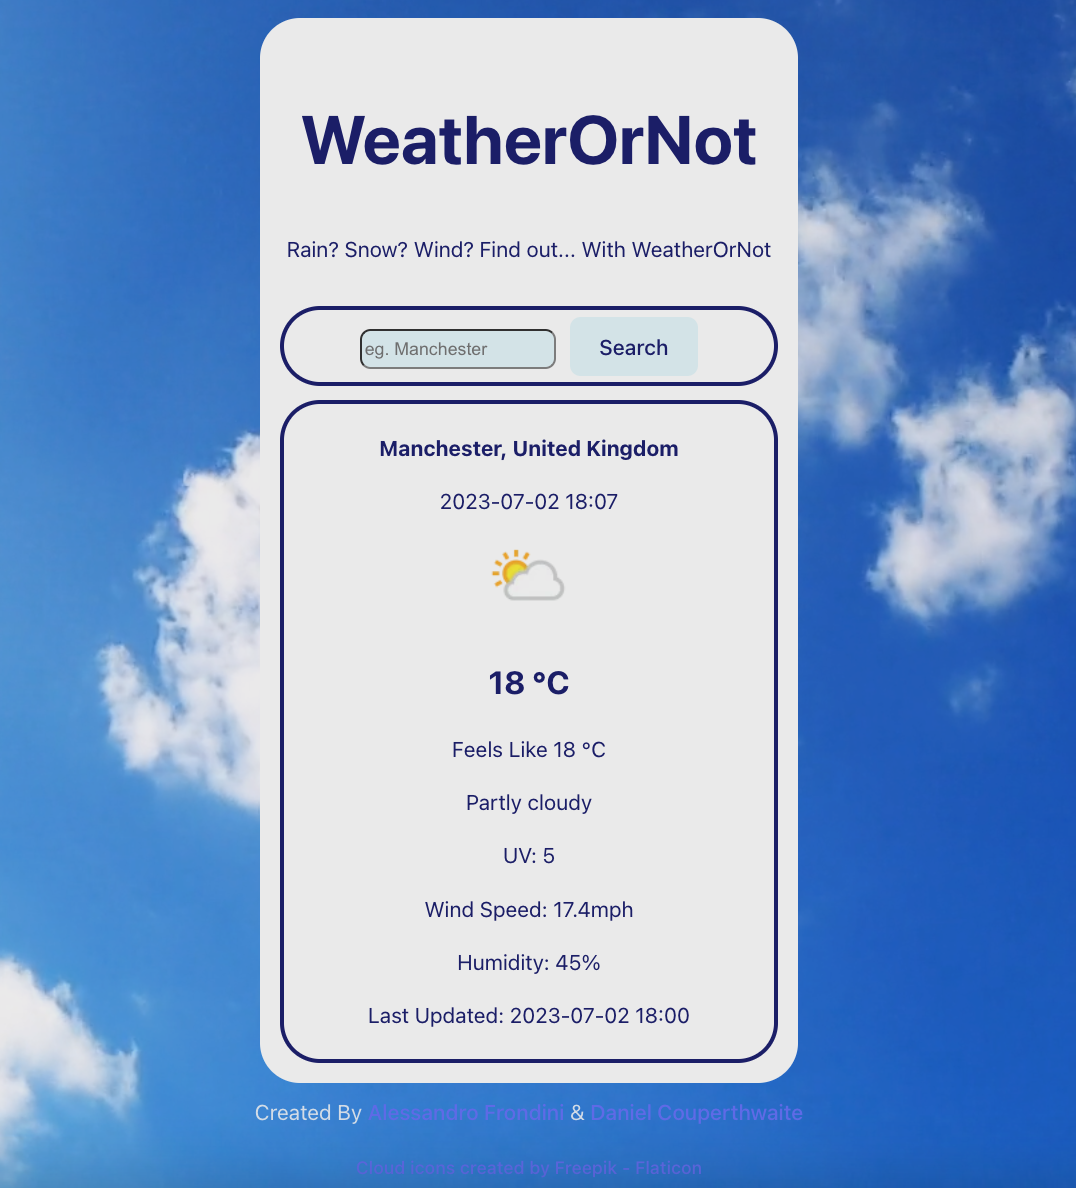 WeatherOrNot
Rain? Snow? Wind? Find out... With WeatherOrNot
eg. Manchester
Search
Manchester, United Kingdom
2023-07-02 18:07
18 °C
Feels Like 18 °C
Partly cloudy
UV: 5
Wind Speed: 17.4mph
Humidity: 45%
Last Updated: 2023-07-02 18:00
Created By Alessandro Frondini & Daniel Couperthwaite
icons created by Freepik - Flaticon